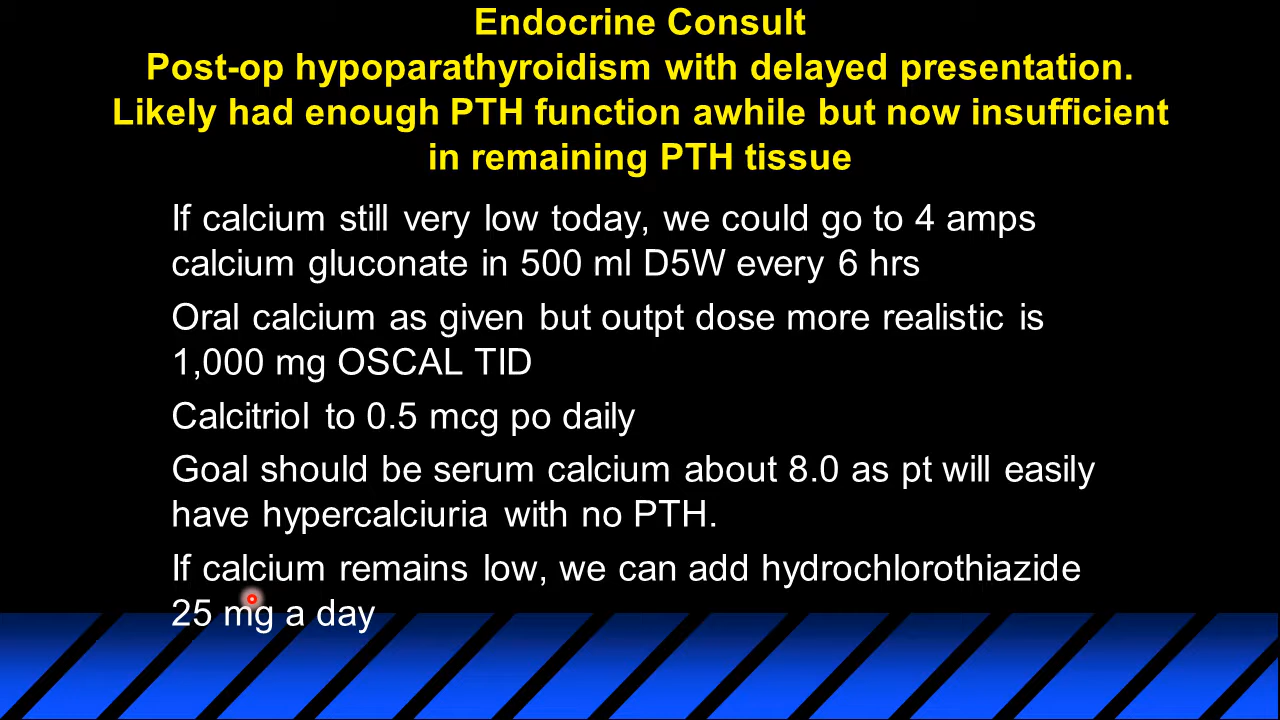 Endocrine Consult
Post-op hypoparathyroidism with delayed presentation.
Likely had enough PTH function awhile but now insufficient
in remaining PTH tissue
If calcium still very low today, we could go to 4 amps
calcium gluconate in 500 ml D5W every 6 hrs
Oral calcium as given but outpt dose more realistic is
1,000 mg OSCAL TID
Calcitriol to 0.5 mcg po daily
Goal should be serum calcium about 8.0 as pt will easily
have hypercalciuria with no PTH.
If calcium remains low, we can add hydrochlorothiazide
25 mg a day